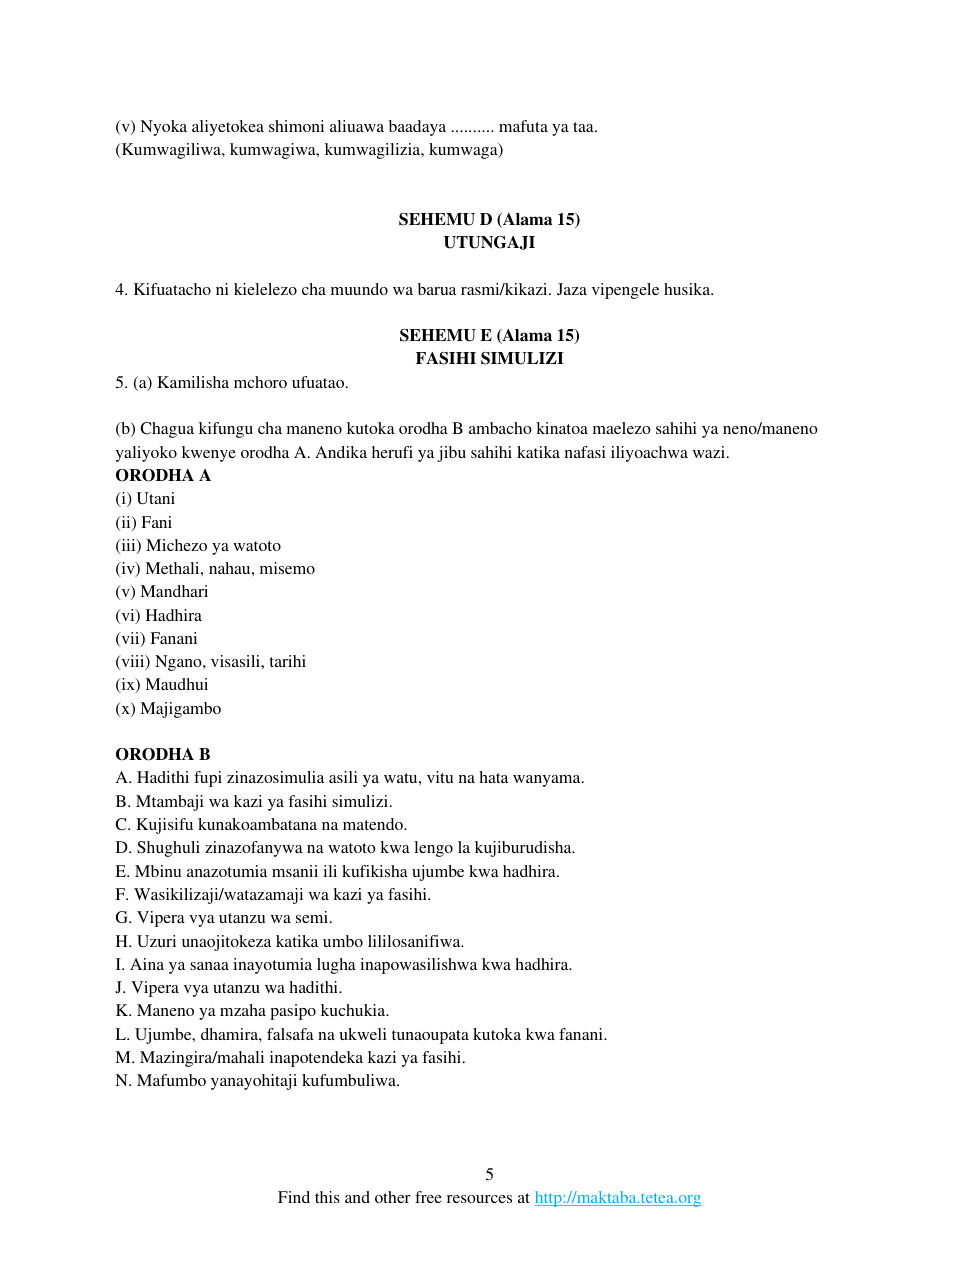 (v) Nyoka aliyetokea shimoni aliuawa baadaya .......... mafuta ya taa.
(Kumwagiliwa, kumwagiwa, kumwagilizia, kumwaga)
SEHEMU D (Alama 15)
UTUNGAJI
4. Kifuatacho ni kielelezo cha muundo wa barua rasmi/kikazi. Jaza vipengele husika.
SEHEMU E (Alama 15)
FASIHI SIMULIZI
5. (a) Kamilisha mchoro ufuatao.
(b) Chagua kifungu cha maneno kutoka orodha B ambacho kinatoa maelezo sahihi ya neno/maneno
yaliyoko kwenye orodha A. Andika herufi ya jibu sahihi katika nafasi iliyoachwa wazi.
ORODHA A
(i) Utani
(ii) Fani
(iii) Michezo ya watoto
(iv) Methali, nahau, misemo
(v) Mandhari
(vi) Hadhira
(vii) Fanani
(viii) Ngano, visasili, tarihi
(ix) Maudhui
(x) Majigambo
ORODHA B
A. Hadithi fupi zinazosimulia asili ya watu, vitu na hata wanyama.
B. Mtambaji wa kazi ya fasihi simulizi.
C. Kujisifu kunakoambatana na matendo.
D. Shughuli zinazofanywa na watoto kwa lengo la kujiburudisha.
E. Mbinu anazotumia msanii ili kufikisha ujumbe kwa hadhira.
F. Wasikilizaji/watazamaji wa kazi ya fasihi.
G. Vipera vya utanzu wa semi.
H. Uzuri unaojitokeza katika umbo lililosanifiwa.
I. Aina ya sanaa inayotumia lugha inapowasilishwa kwa hadhira.
J. Vipera vya utanzu wa hadithi.
K. Maneno ya mzaha pasipo kuchukia.
L. Ujumbe, dhamira, falsafa na ukweli tunaoupata kutoka kwa fanani.
M. Mazingira/mahali inapotendeka kazi ya fasihi.
N. Mafumbo yanayohitaji kufumbuliwa.
5
Find this and other free resources at http://maktaba.tetea.org